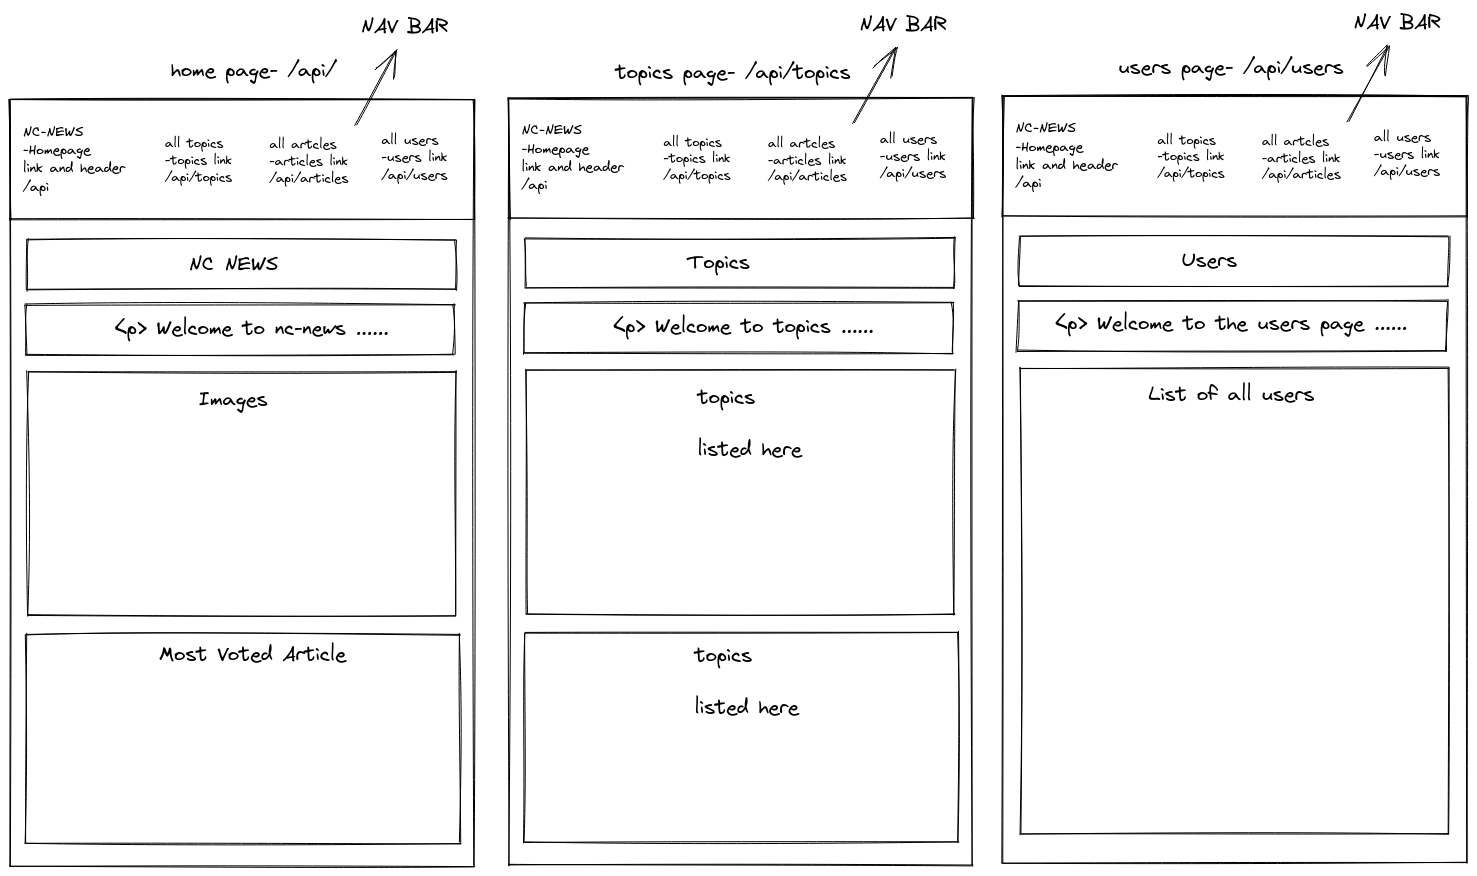 NAV BAR
home page- /api/
NC-NEWS
-Homepage
link and header
/api
all topics
-topics link
/api/topics
all artcles
-articles link
/api/articles
all users
-users link
/api/users
NC NEWS
<p> Welcome to nc-news ......
Images
Most Voted Article
NAV BAR
topics page- /api/topics
NC-NEWS
-Homepage
link and header
/api
all topics
-topics link
/api/topics
all artcles
-articles link
/api/articles
all users
-users link
/api/users
Topics
<p> Welcome to topics ......
topics
listed here
topics
listed here
NAV BAR
users page- /api/users
NC-NEWS
-Homepage
link and header
/api
all topics
-topics link
/api/topics
all artcles
-articles link
/api/articles
all users
-users link
/api/users
Users
<p> Welcome to the users page ......
List of all users